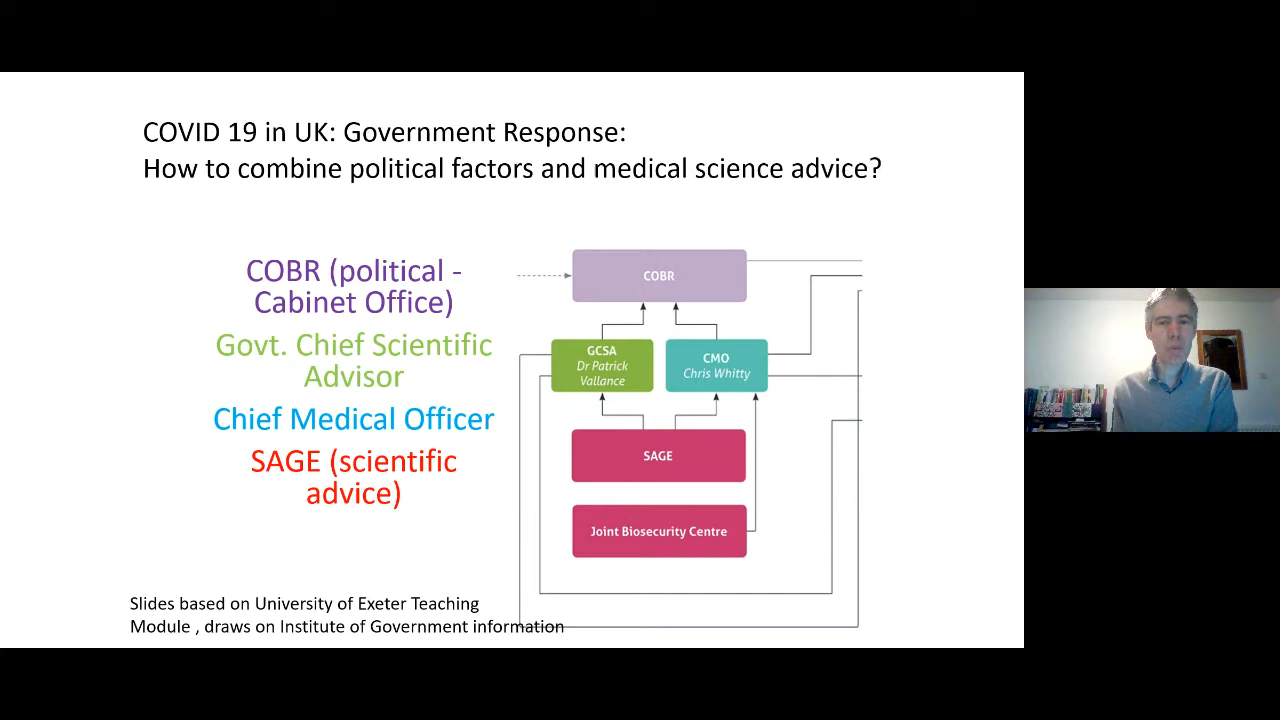 COVID 19 in UK: Government Response:
How to combine political factors and medical science advice?
COBR (political -
Cabinet Office)
Govt. Chief Scientific
Advisor
Chief Medical Officer
SAGE (scientific
advice)
COBR
GCSA
Dr Patrick
Vallance
CMO
Chris Whitty
SAGE
Joint Biosecurity Centre
Slides based on University of Exeter Teaching
Module , draws on Institute of Government information